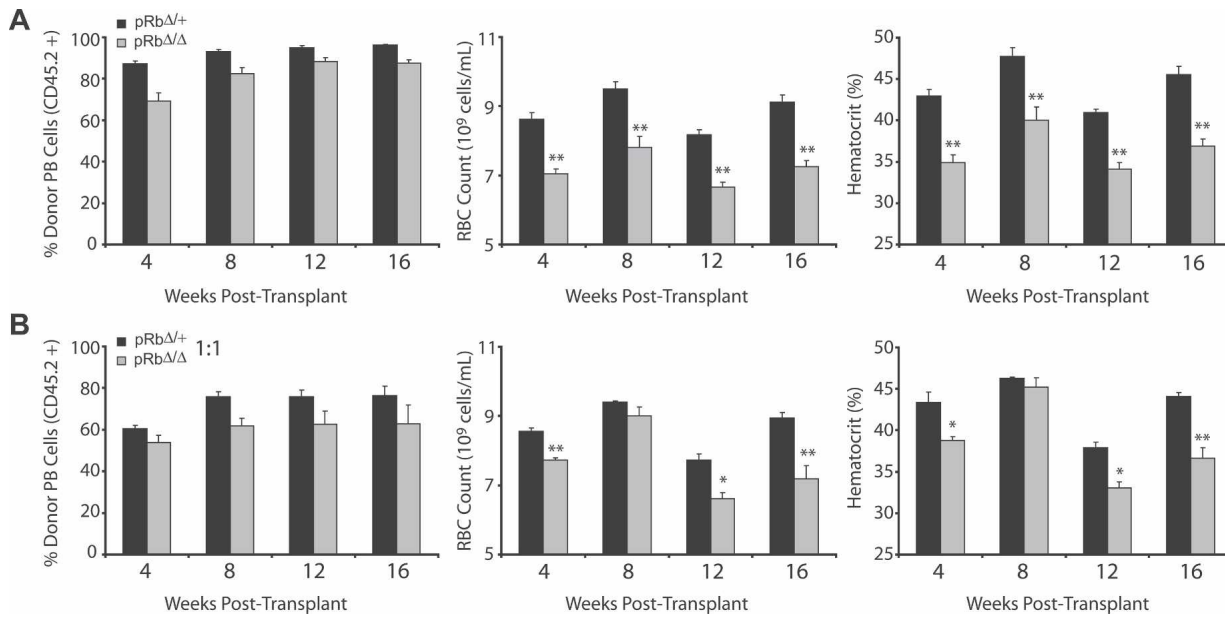 A
pRbΔ/+
pRbΔ/Δ
% Donor PB Cells (CD45.2 +)
100
80
60
40
20
0
4 8 12 16
Weeks Post-Transplant
RBC Count (10⁹ cells/mL)
11
9
7
5
** ** ** **
4 8 12 16
Weeks Post-Transplant
Hematocrit (%)
50
45
40
35
30
25
** ** ** **
4 8 12 16
Weeks Post-Transplant
B
pRbΔ/+
pRbΔ/Δ
1:1
% Donor PB Cells (CD45.2 +)
100
80
60
40
20
0
4 8 12 16
Weeks Post-Transplant
RBC Count (10⁹ cells/mL)
11
9
7
5
** * **
4 8 12 16
Weeks Post-Transplant
Hematocrit (%)
50
45
40
35
30
25
* * **
4 8 12 16
Weeks Post-Transplant